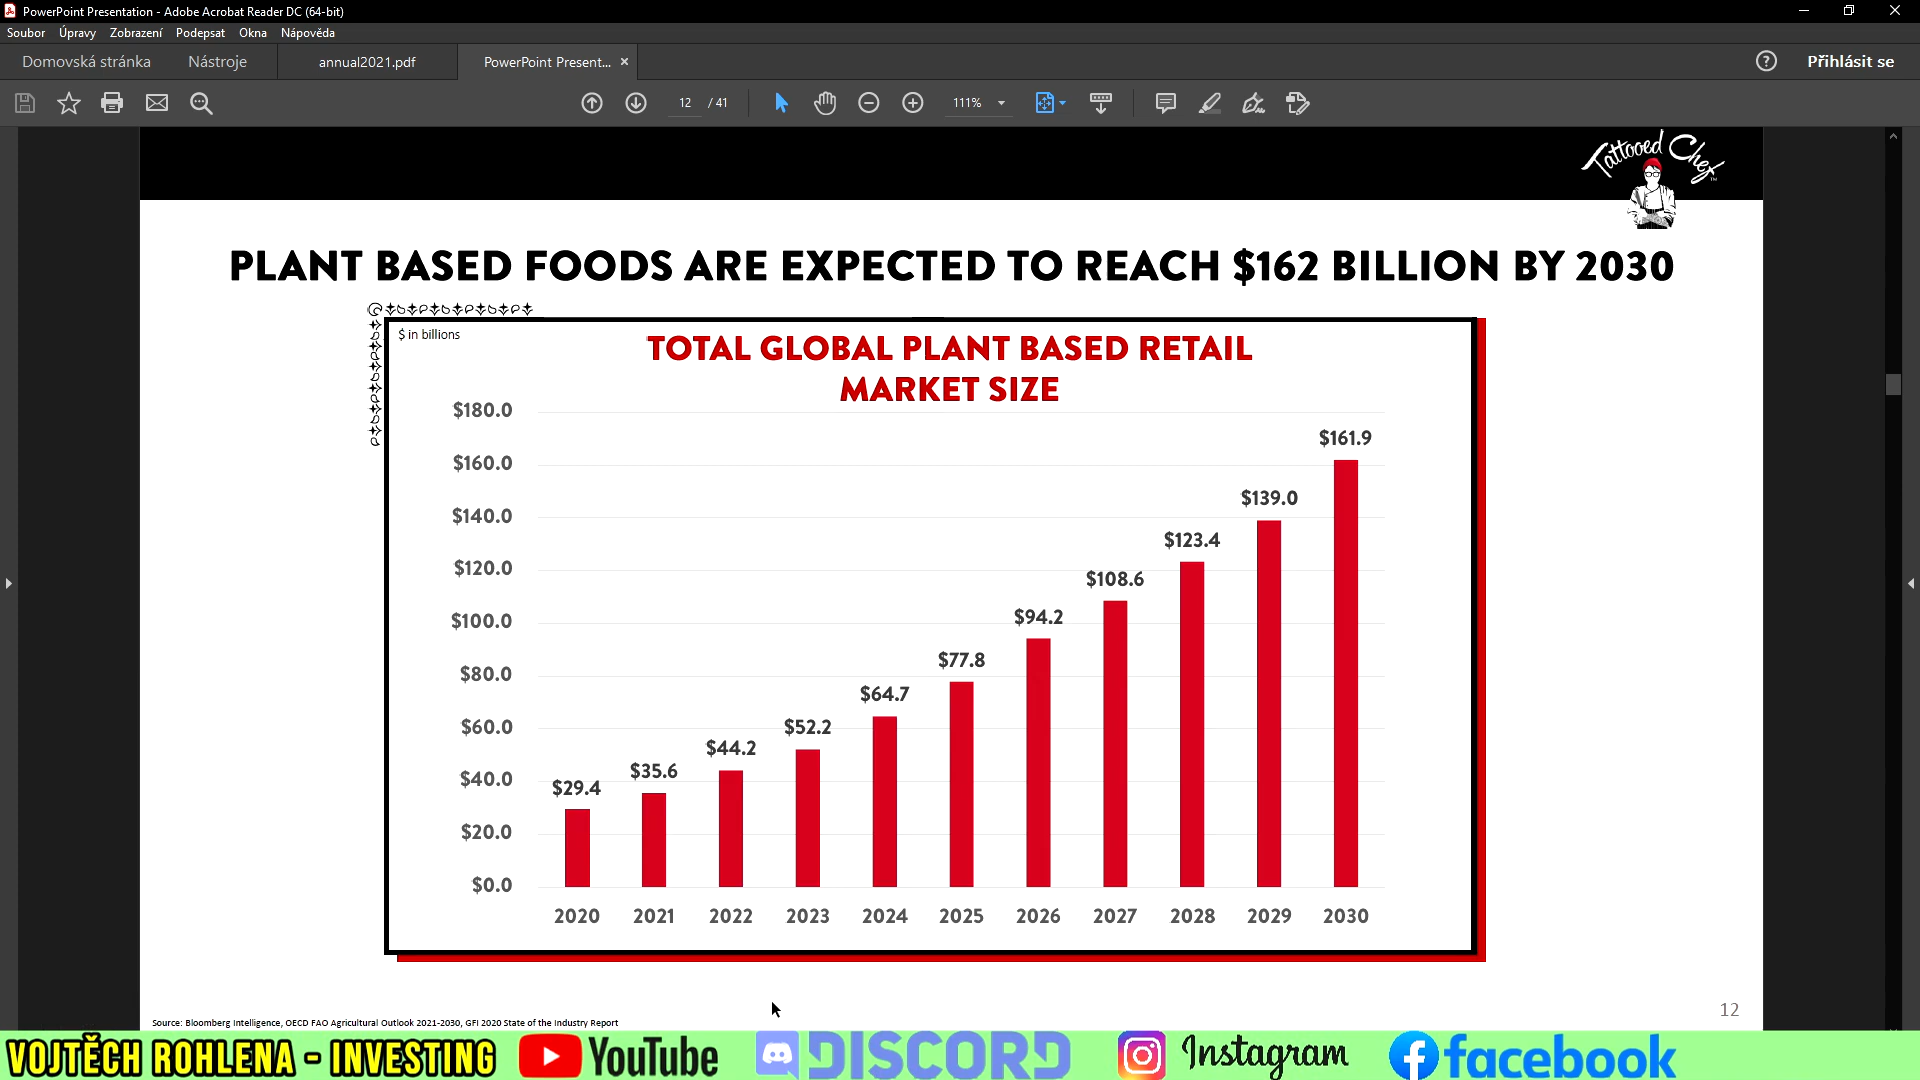 PowerPoint Presentation - Adobe Acrobat Reader DC (64-bit)
Soubor Úpravy Zobrazení Podepsat Okna Nápověda
Domovská stránka Nástroje annual2021.pdf PowerPoint Present... × Přihlásit se
12 / 41 111%
Tattooed Chef
PLANT BASED FOODS ARE EXPECTED TO REACH $162 BILLION BY 2030
$ in billions
TOTAL GLOBAL PLANT BASED RETAIL
MARKET SIZE
$180.0
$160.0
$140.0
$120.0
$100.0
$80.0
$60.0
$40.0
$20.0
$0.0
$29.4
$35.6
$44.2
$52.2
$64.7
$77.8
$94.2
$108.6
$123.4
$139.0
$161.9
2020 2021 2022 2023 2024 2025 2026 2027 2028 2029 2030
12
Source: Bloomberg Intelligence, OECD FAO Agricultural Outlook 2021-2030, GFI 2020 State of the Industry Report
VOJTĚCH ROHLENA - INVESTING YouTube DISCORD Instagram facebook